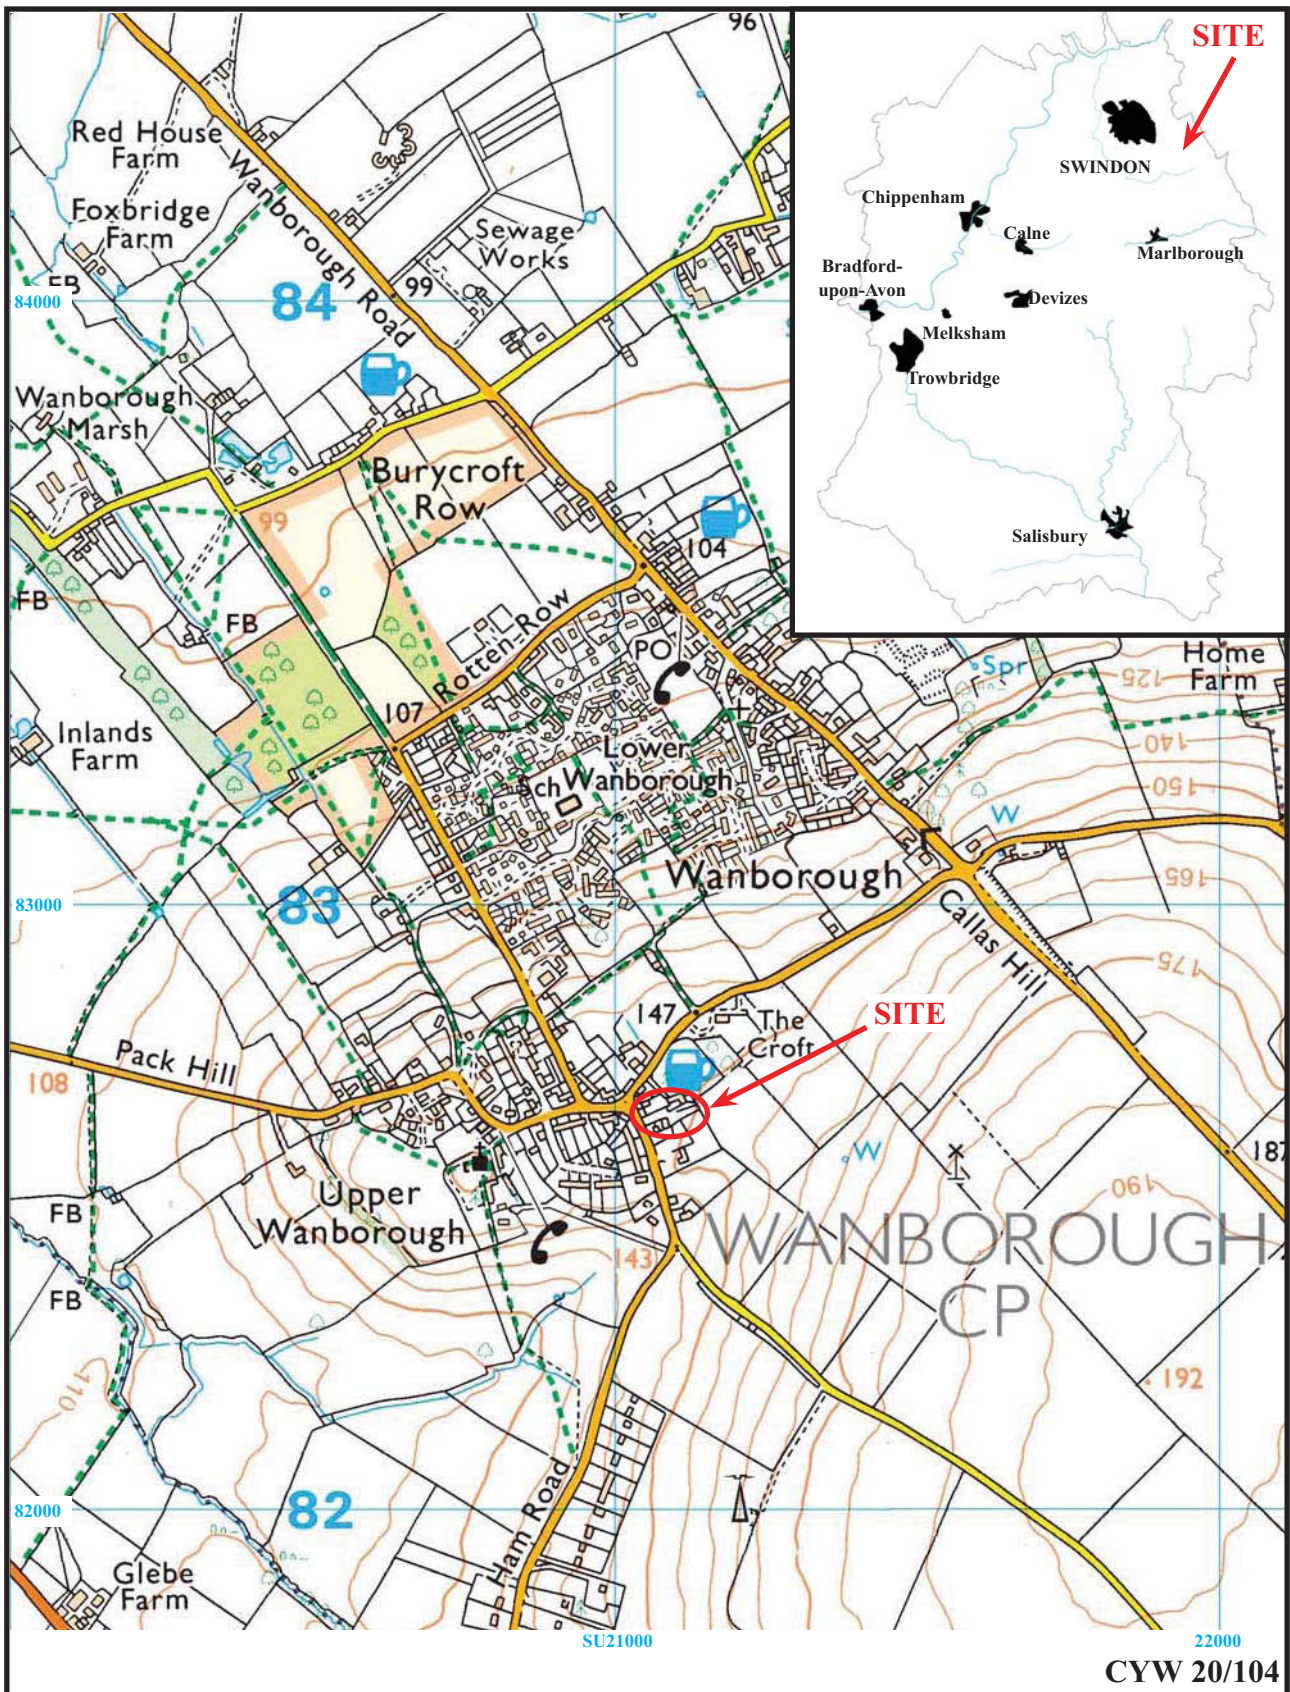 96
SITE
SWINDON
Chippenham
Calne
Marlborough
Bradford-
upon-Avon
Devizes
Melksham
Trowbridge
Salisbury
Red House
Farm
Wanborough Road
Foxbridge
Farm
Sewage
Works
FB
84000
84
99
Wanborough
Marsh
Burycroft
Row
99
104
FB
FB
Rotten Row
PO
Spr
Home
Farm
125
107
Inlands
Farm
Lower
Wanborough
Sch
140
150
W
Wanborough
165
83000
83
Callas Hill
175
147
The
Croft
SITE
Pack Hill
108
W
187
Upper
Wanborough
190
FB
143
WANBOROUGH
CP
FB
110
192
82000
82
Ham Road
Glebe
Farm
SU21000
22000
CYW 20/104